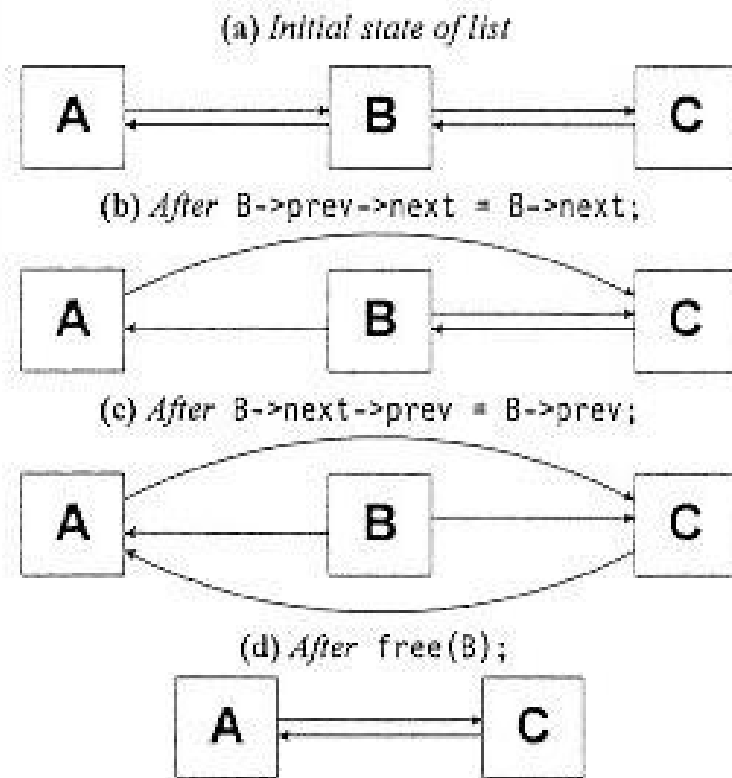 (a) Initial state of list
A B C
(b) After B->prev->next = B->next;
A B C
(c) After B->next->prev = B->prev;
A B C
(d) After free(B);
A C